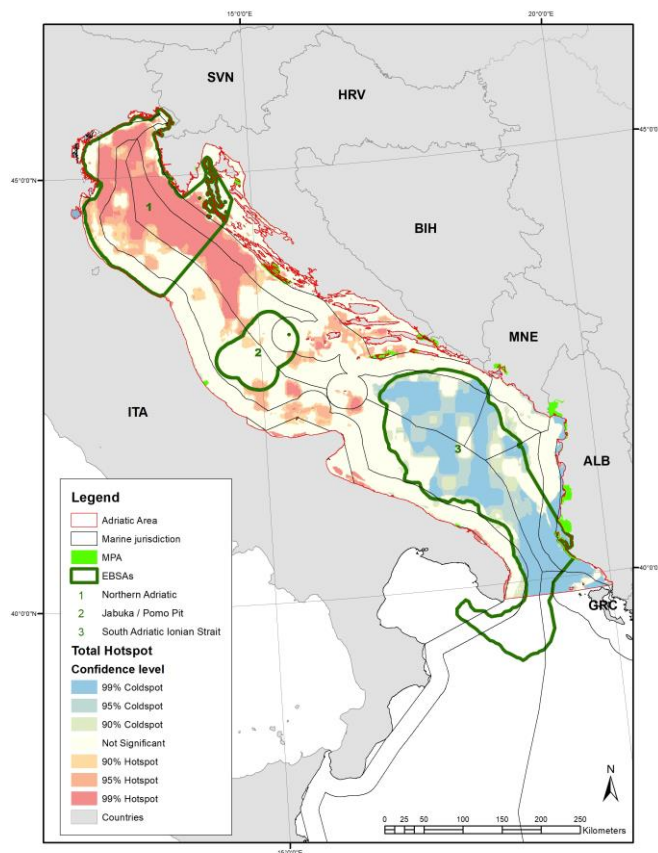 15°0'0"E
20°0'0"E
SVN
HRV
45°0'0"N
45°0'0"N
1
BIH
2
MNE
ITA
3
ALB
40°0'0"N
GRC
40°0'0"N
Legend
Adriatic Area
Marine jurisdiction
MPA
EBSAs
1 Northern Adriatic
2 Jabuka / Pomo Pit
3 South Adriatic Ionian Strait
Total Hotspot
Confidence level
99% Coldspot
95% Coldspot
90% Coldspot
Not Significant
90% Hotspot
95% Hotspot
99% Hotspot
Countries
N
0 25 50 100 150 200 250
Kilometers
15°0'0"E